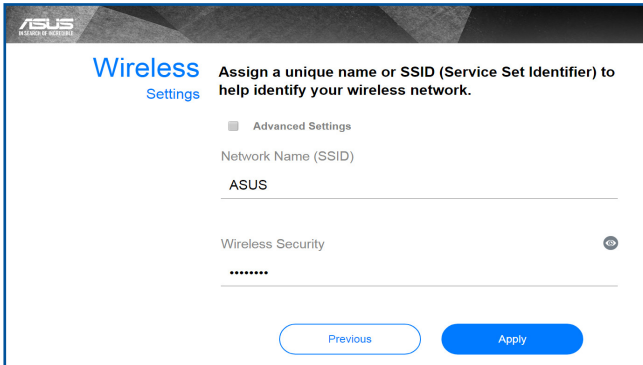 ASUS
IN SEARCH OF INCREDIBLE
Wireless
Settings
Assign a unique name or SSID (Service Set Identifier) to
help identify your wireless network.
Advanced Settings
Network Name (SSID)
ASUS
Wireless Security
••••••••
Previous
Apply